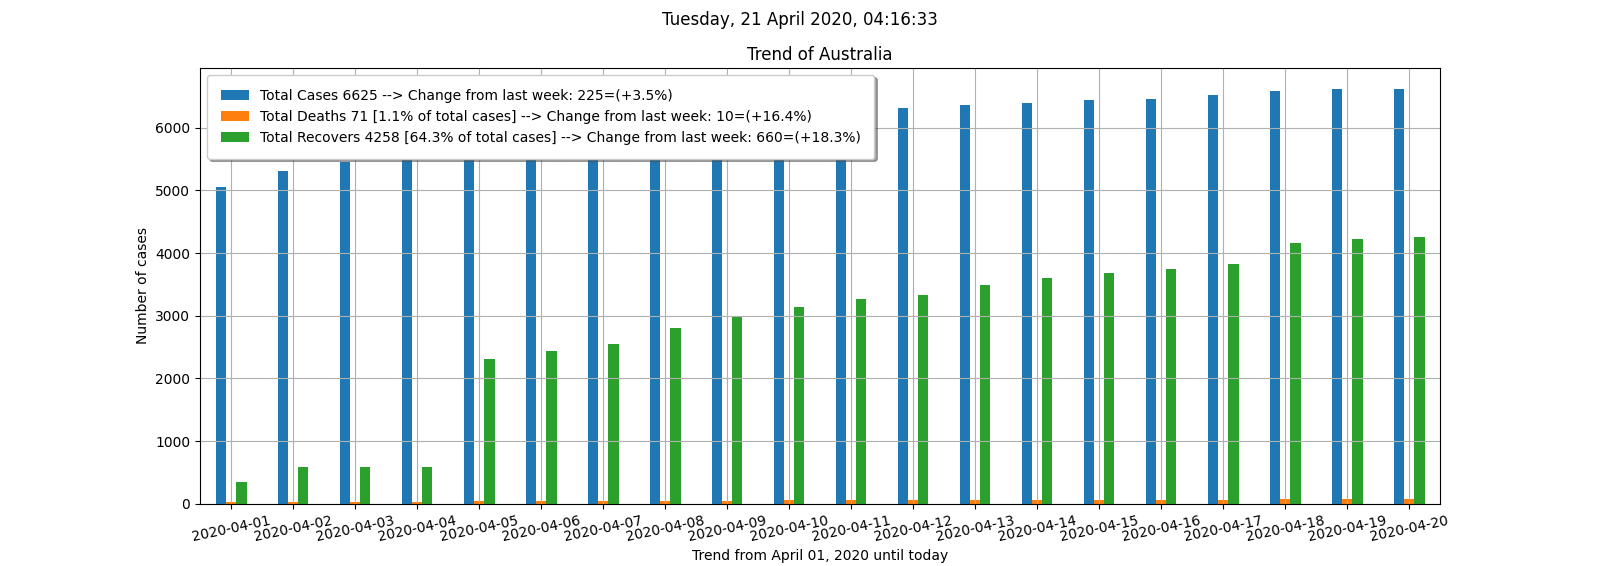 Tuesday, 21 April 2020, 04:16:33
Trend of Australia
Total Cases 6625 --> Change from last week: 225=(+3.5%)
Total Deaths 71 [1.1% of total cases] --> Change from last week: 10=(+16.4%)
Total Recovers 4258 [64.3% of total cases] --> Change from last week: 660=(+18.3%)
Number of cases
6000
5000
4000
3000
2000
1000
0
2020-04-01 2020-04-02 2020-04-03 2020-04-04 2020-04-05 2020-04-06 2020-04-07 2020-04-08 2020-04-09 2020-04-10 2020-04-11 2020-04-12 2020-04-13 2020-04-14 2020-04-15 2020-04-16 2020-04-17 2020-04-18 2020-04-19 2020-04-20
Trend from April 01, 2020 until today